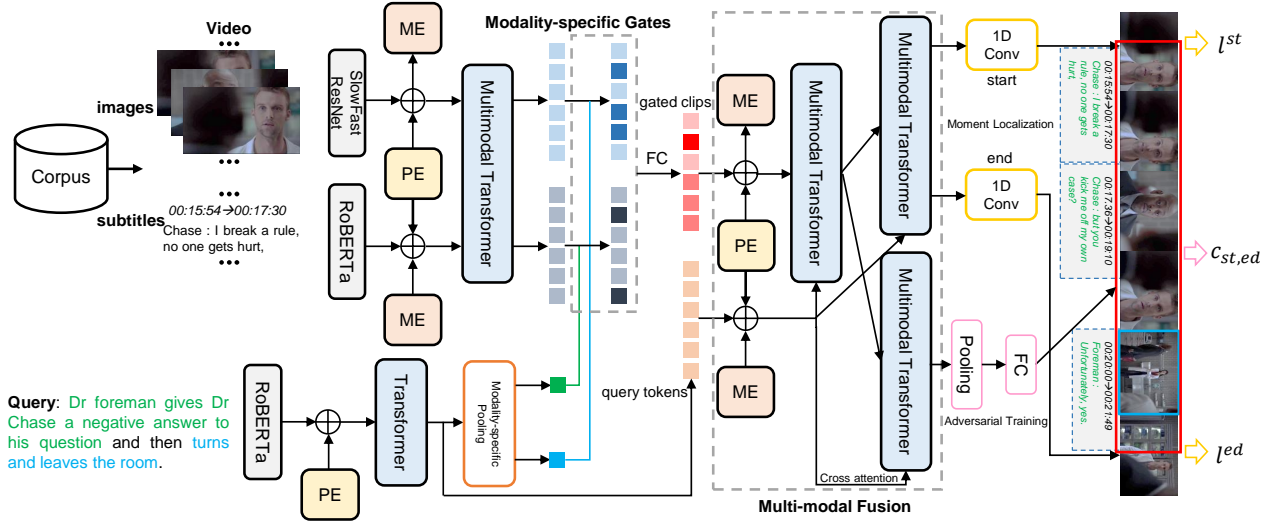 Video
•••
images
•••
Corpus
subtitles
00:15:54→00:17:30
Chase : I break a rule,
no one gets hurt,
•••
Query: Dr foreman gives Dr
Chase a negative answer to
his question and then turns
and leaves the room.
ME
SlowFast
ResNet
PE
RoBERTa
ME
Multimodal Transformer
RoBERTa
PE
Transformer
Modality-specific
Pooling
Modality-specific Gates
FC
gated clips
query tokens
ME
PE
ME
Multimodal Transformer
Multimodal Transformer
Multimodal Transformer
Cross attention
Multi-modal Fusion
1D
Conv
start
Moment Localization
end
1D
Conv
Pooling
FC
Adversarial Training
00:15:54→00:17:30
Chase : I break a
rule, no one gets
hurt,
00:17:36→00:19:10
Chase : but you
kick me off my own
case?
00:20:00→00:21:49
Foreman :
Unfortunately, yes.
l^{st}
c_{st,ed}
l^{ed}